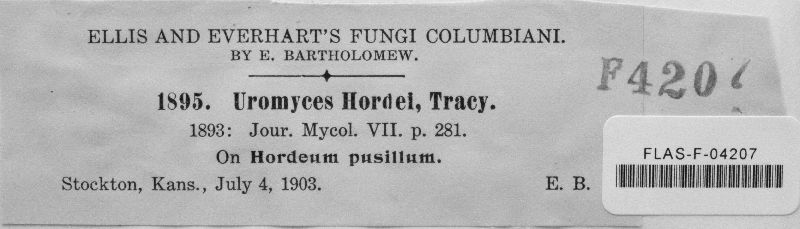 ELLIS AND EVERHART'S FUNGI COLUMBIANI.
BY E. BARTHOLOMEW.
1895. Uromyces Hordei, Tracy.
1893: Jour. Mycol. VII. p. 281.
On Hordeum pusillum.
Stockton, Kans., July 4, 1903. E. B.
F4207
FLAS-F-04207